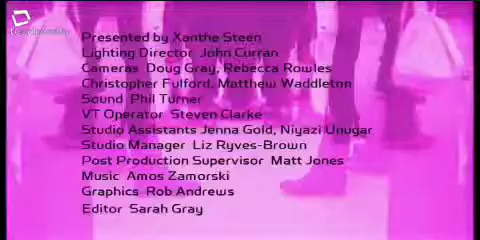 Presented by Xanthe Steen
Lighting Director John Curran
Cameras Doug Gray, Rebecca Rowles
Christopher Fulford, Matthew Waddleton
Sound Phil Turner
VT Operator Steven Clarke
Studio Assistants Jenna Gold, Niyazi Unugar
Studio Manager Liz Ryves-Brown
Post Production Supervisor Matt Jones
Music Amos Zamorski
Graphics Rob Andrews
Editor Sarah Gray